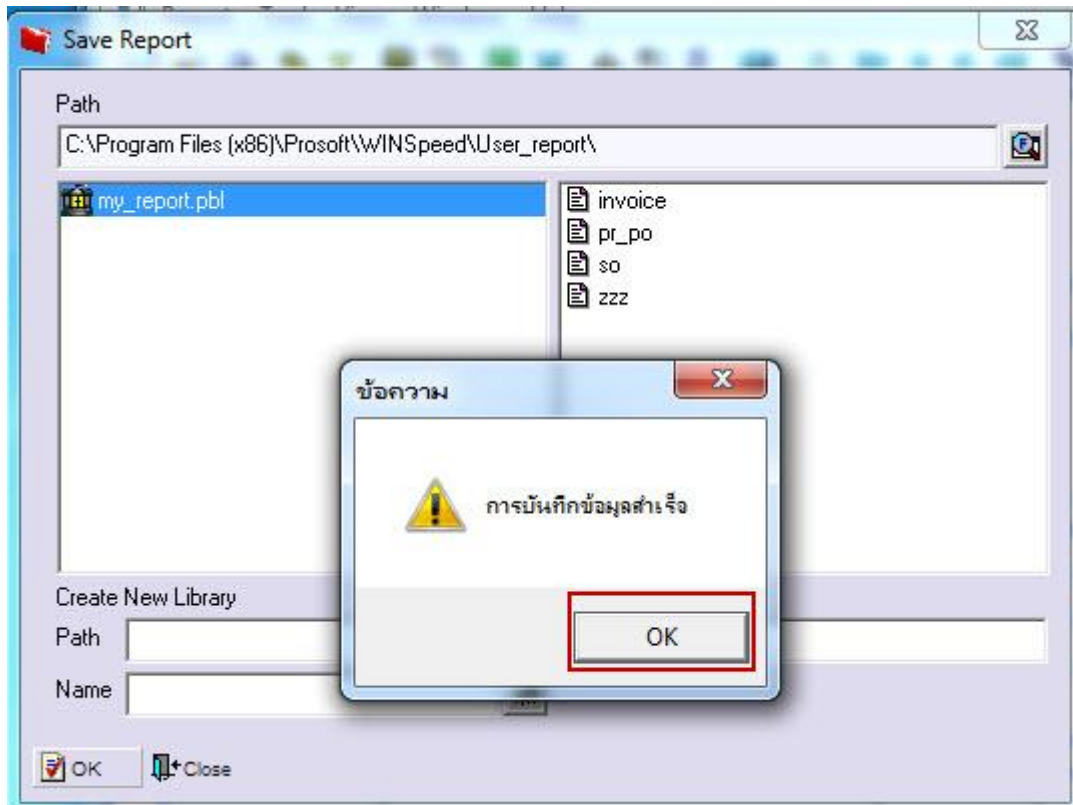 Save Report
Path
C:\Program Files (x86)\Prosoft\WINSpeed\User_report\
my_report.pbl
invoice
pr_po
so
zzz
ข้อความ
การบันทึกข้อมูลสำเร็จ
OK
Create New Library
Path
Name
OK
Close